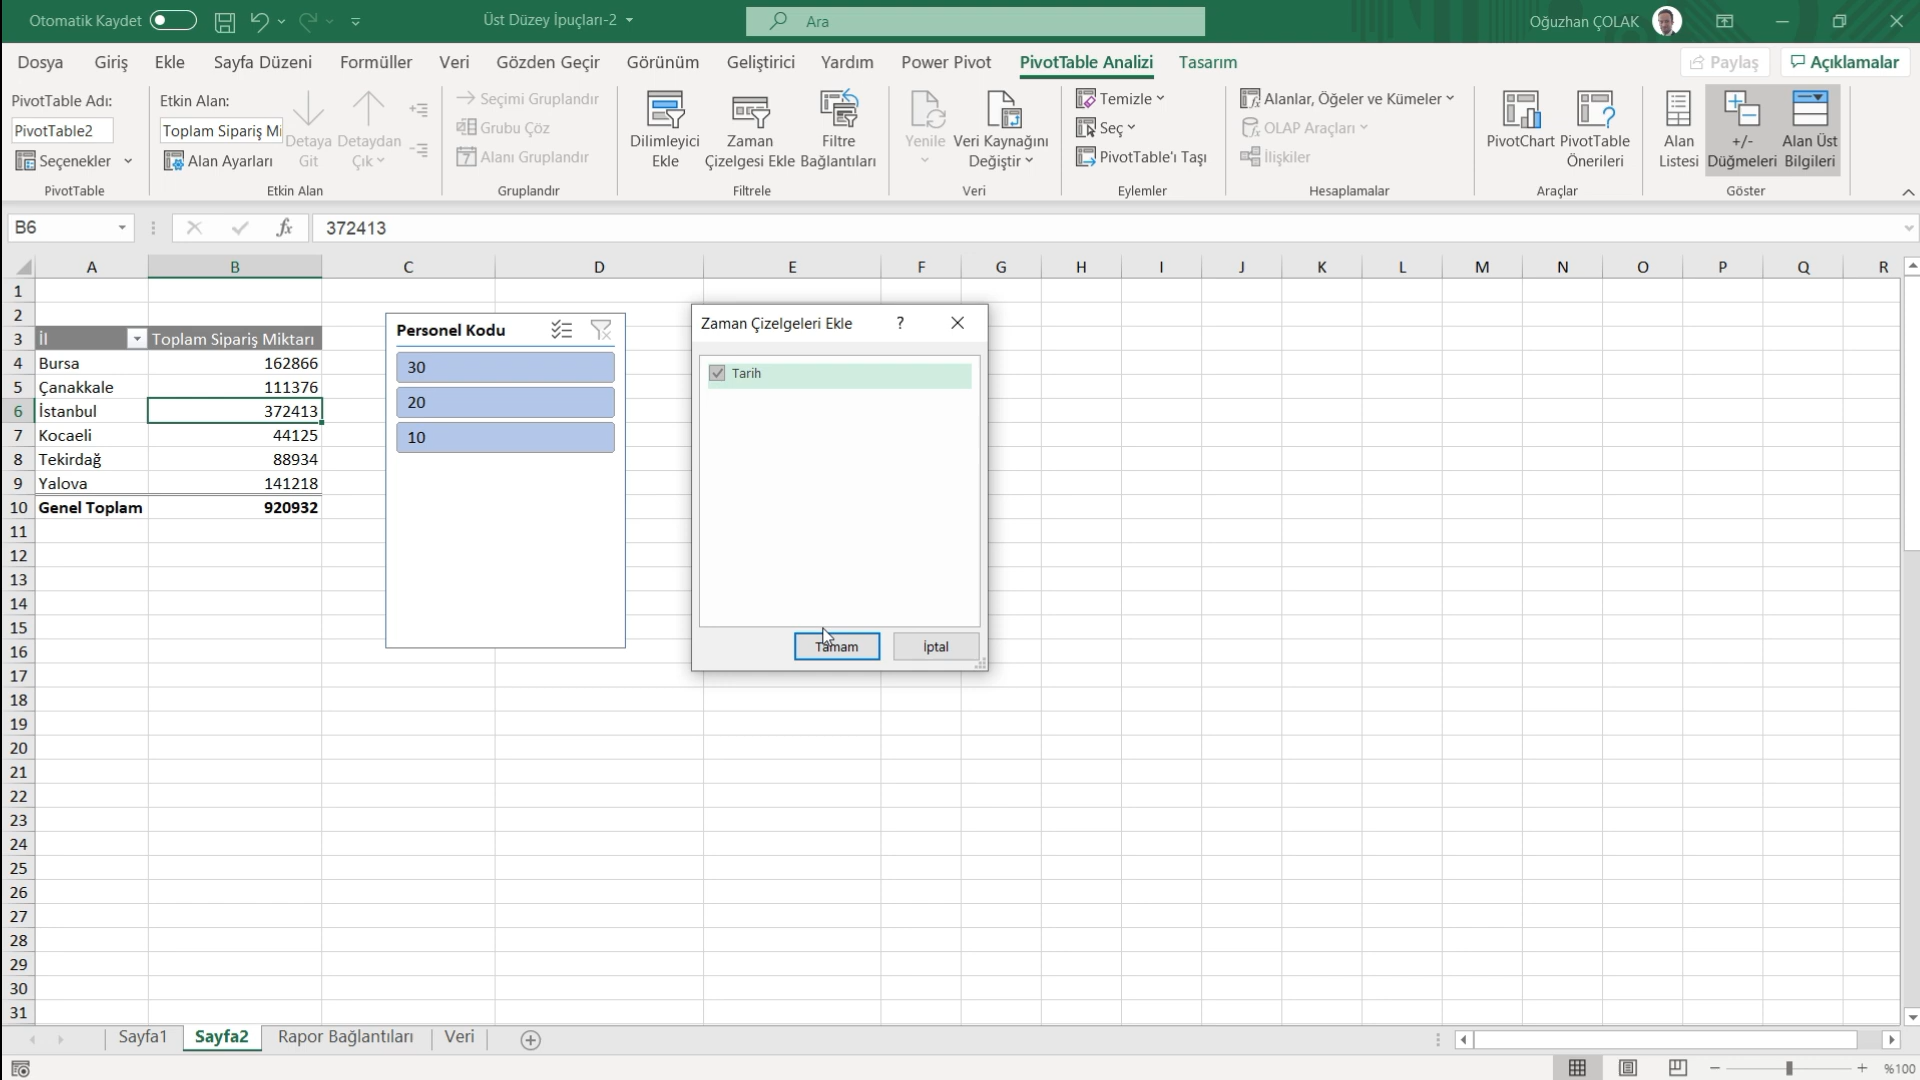 Otomatik Kaydet
Üst Düzey İpuçları-2
Ara
Oğuzhan ÇOLAK
Dosya Giriş Ekle Sayfa Düzeni Formüller Veri Gözden Geçir Görünüm Geliştirici Yardım Power Pivot PivotTable Analizi Tasarım Paylaş Açıklamalar
PivotTable Adı:
PivotTable2
Seçenekler
PivotTable
Etkin Alan:
Toplam Sipariş Mi
Alan Ayarları
Detaya
Git
Detaydan
Çık
Etkin Alan
Seçimi Gruplandır
Grubu Çöz
Alanı Gruplandır
Gruplandır
Dilimleyici
Ekle
Zaman
Çizelgesi Ekle
Filtre
Bağlantıları
Filtrele
Yenile
Veri Kaynağını
Değiştir
Veri
Temizle
Seç
PivotTable'ı Taşı
Eylemler
Alanlar, Öğeler ve Kümeler
OLAP Araçları
İlişkiler
Hesaplamalar
PivotChart
PivotTable
Önerileri
Araçlar
Alan
Listesi
+/-
Düğmeleri
Alan Üst
Bilgileri
Göster
B6
fx
372413
A B C D E F G H I J K L M N O P Q R
1
2
3 İl Toplam Sipariş Miktarı
4 Bursa 162866
5 Çanakkale 111376
6 İstanbul 372413
7 Kocaeli 44125
8 Tekirdağ 88934
9 Yalova 141218
10 Genel Toplam 920932
11
12
13
14
15
16
17
18
19
20
21
22
23
24
25
26
27
28
29
30
31
Personel Kodu
30
20
10
Zaman Çizelgeleri Ekle ?
Tarih
Tamam İptal
Sayfa1 Sayfa2 Rapor Bağlantıları Veri
%100